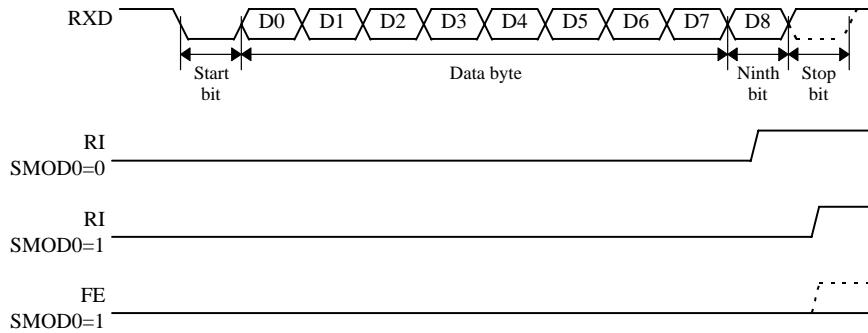 RXD D0 D1 D2 D3 D4 D5 D6 D7 D8
Start bit
Data byte
Ninth bit
Stop bit
RI
SMOD0=0
RI
SMOD0=1
FE
SMOD0=1